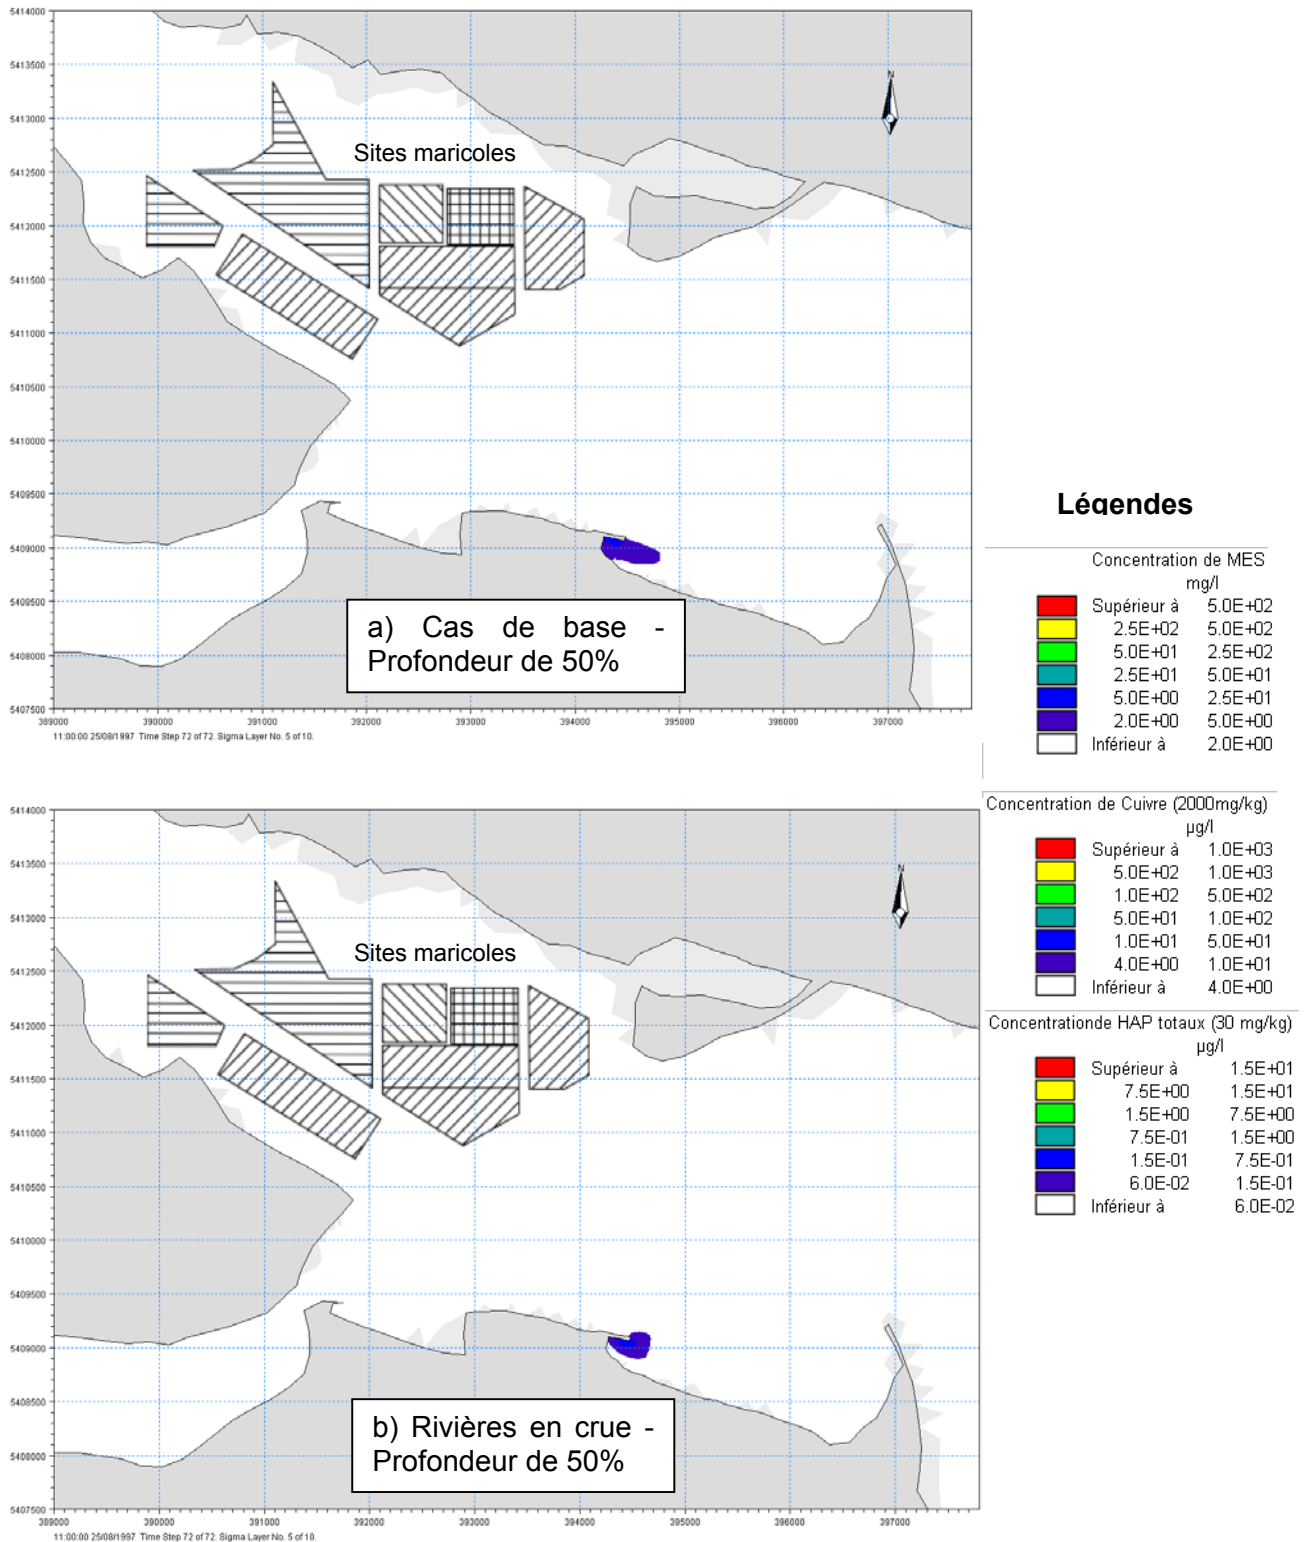 5414000
5413500
5413000
5412500
5412000
5411500
5411000
5410500
5410000
5409500
5409000
5408500
5408000
5407500
N
Sites maricoles
a) Cas de base -
Profondeur de 50%
389000 390000 391000 392000 393000 394000 395000 396000 397000
11:00:00 25/08/1997 Time Step 72 of 72. Sigma Layer No. 5 of 10.
Légendes
Concentration de MES
mg/l
Supérieur à 5.0E+02
2.5E+02 5.0E+02
5.0E+01 2.5E+02
2.5E+01 5.0E+01
5.0E+00 2.5E+01
2.0E+00 5.0E+00
Inférieur à 2.0E+00
Concentration de Cuivre (2000mg/kg)
µg/l
Supérieur à 1.0E+03
5.0E+02 1.0E+03
1.0E+02 5.0E+02
5.0E+01 1.0E+02
1.0E+01 5.0E+01
4.0E+00 1.0E+01
Inférieur à 4.0E+00
Concentrationde HAP totaux (30 mg/kg)
µg/l
Supérieur à 1.5E+01
7.5E+00 1.5E+01
1.5E+00 7.5E+00
7.5E-01 1.5E+00
1.5E-01 7.5E-01
6.0E-02 1.5E-01
Inférieur à 6.0E-02
5414000
5413500
5413000
5412500
5412000
5411500
5411000
5410500
5410000
5409500
5409000
5408500
5408000
5407500
N
Sites maricoles
b) Rivières en crue -
Profondeur de 50%
389000 390000 391000 392000 393000 394000 395000 396000 397000
11:00:00 25/08/1997 Time Step 72 of 72. Sigma Layer No. 5 of 10.